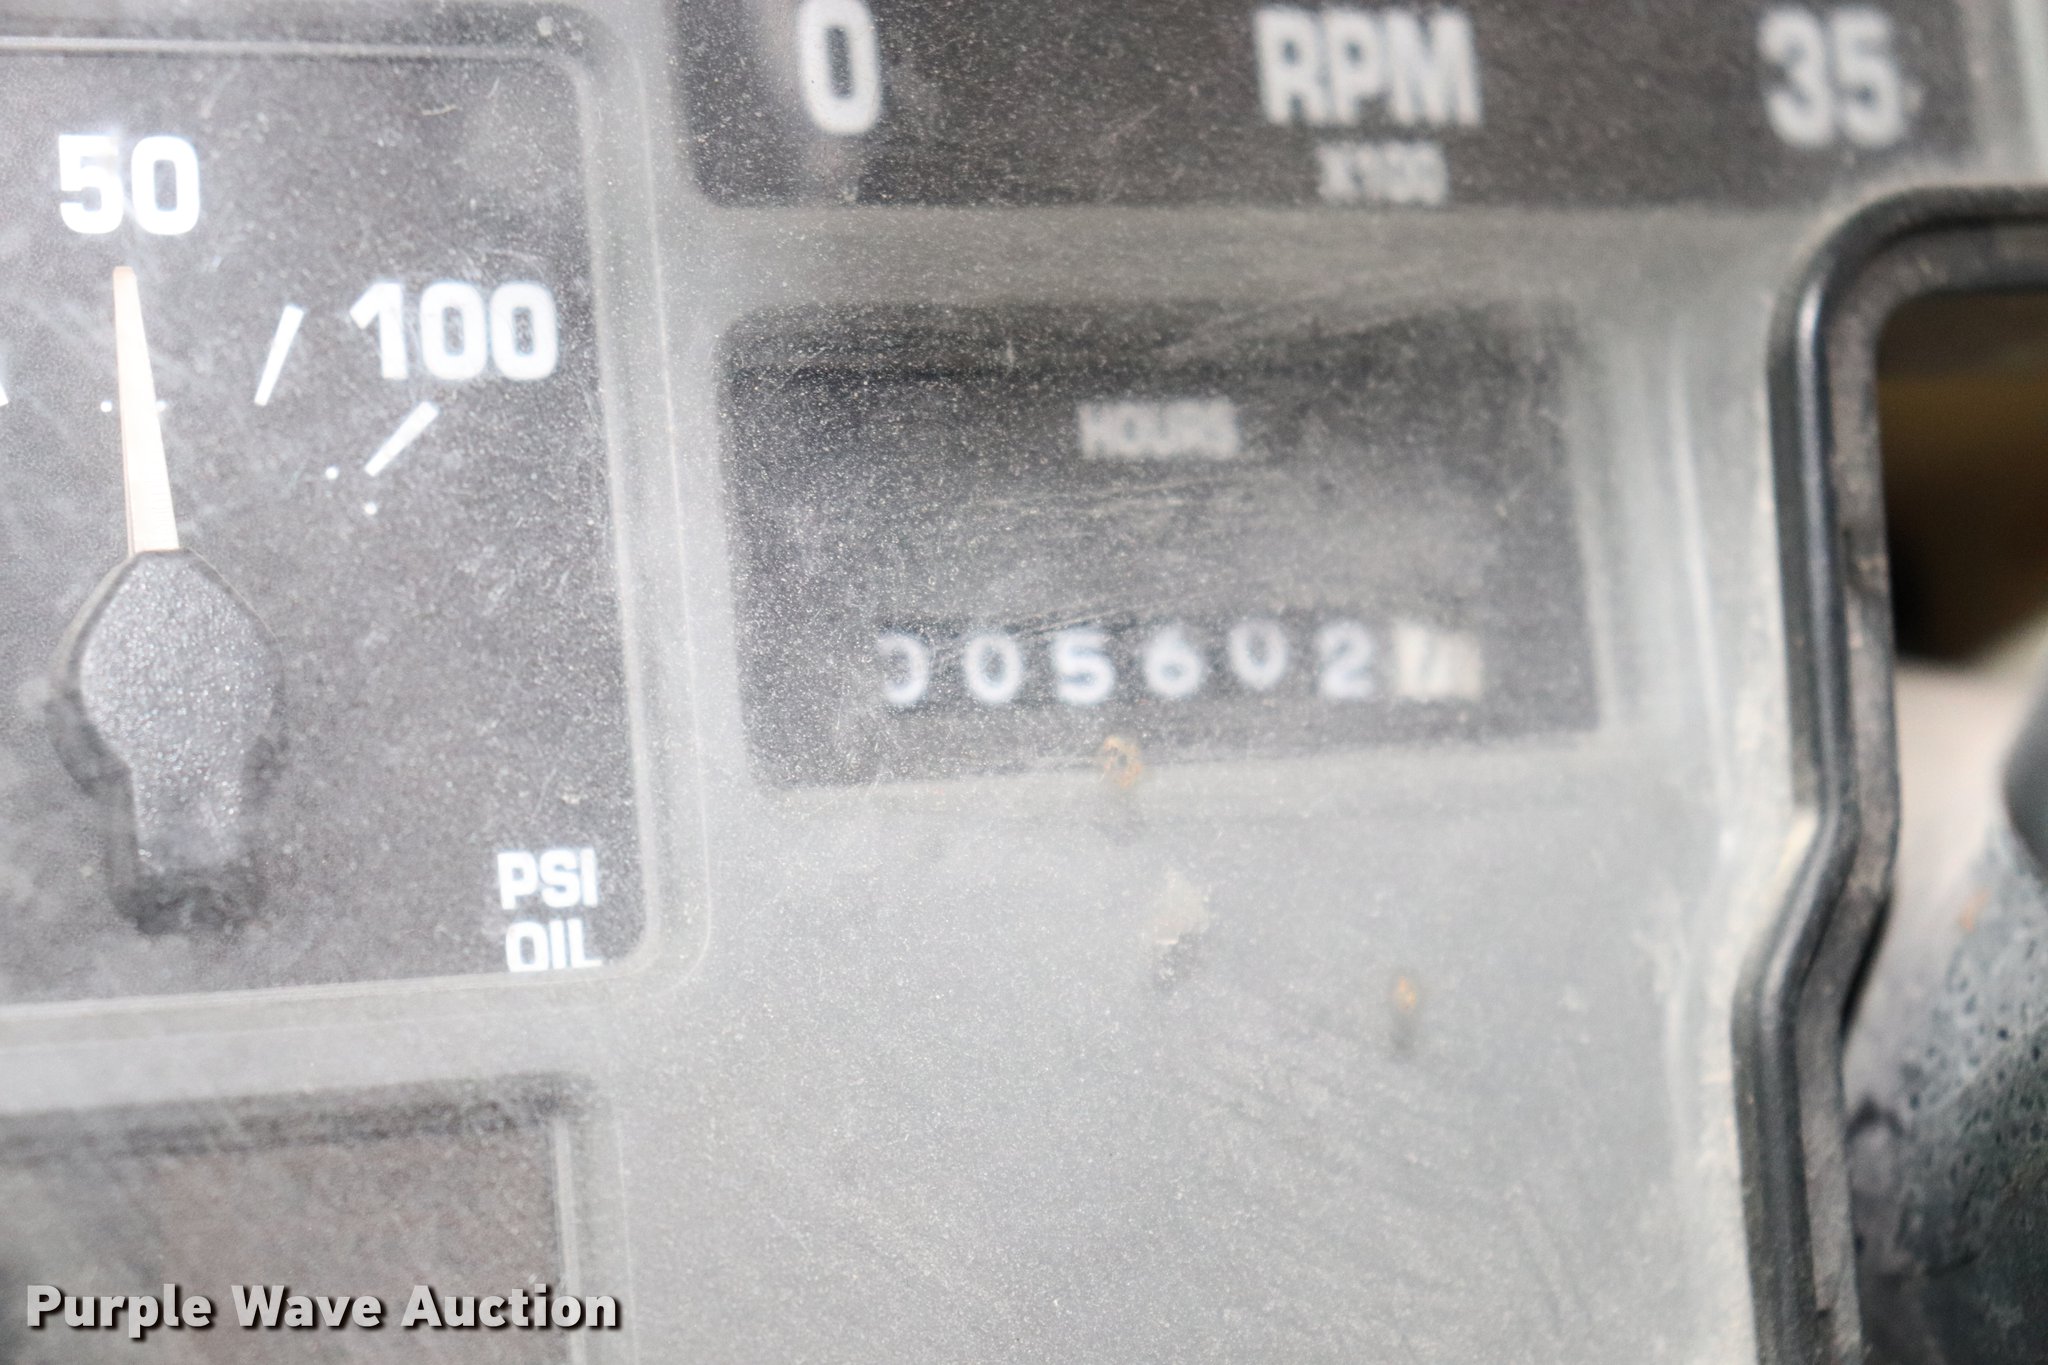 0 RPM 35
X100
50
100
HOURS
005602
PSI
OIL
Purple Wave Auction